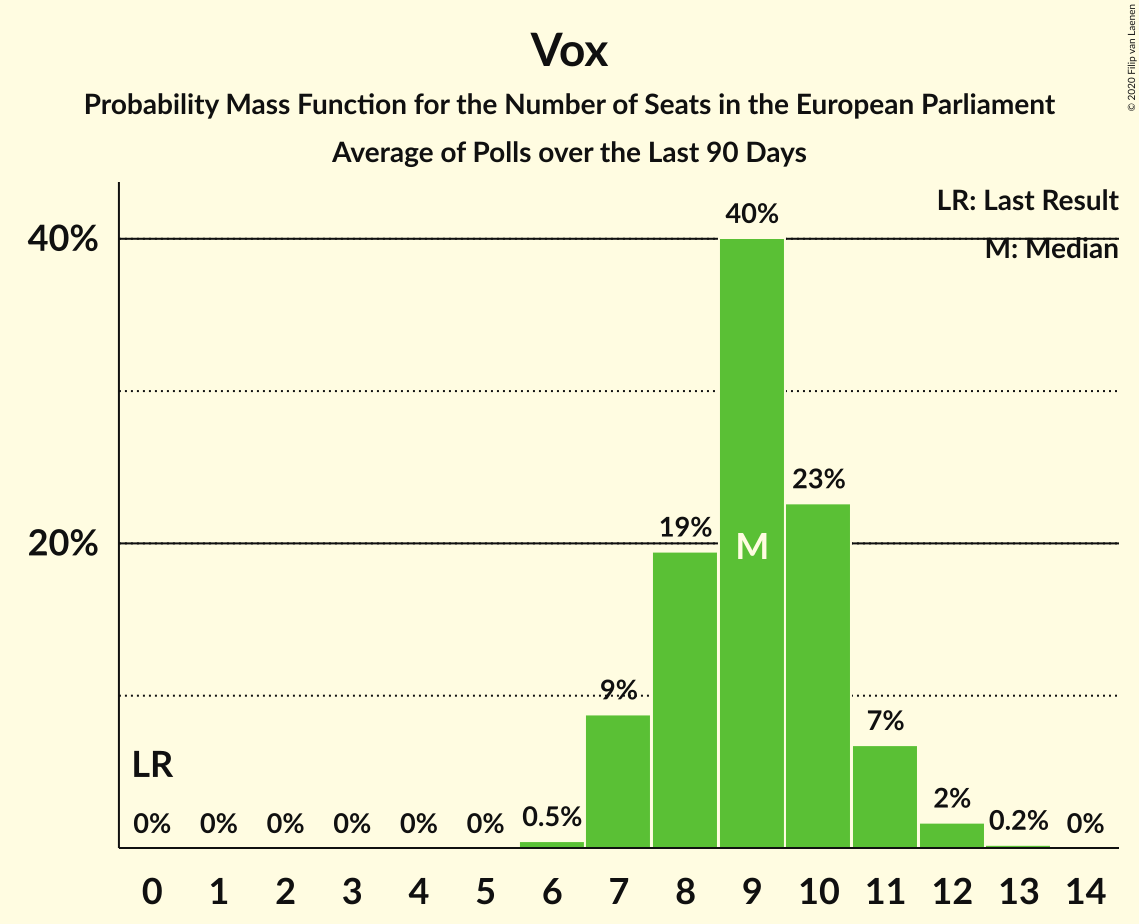 © 2020 Filip van Laenen
Vox
Probability Mass Function for the Number of Seats in the European Parliament
Average of Polls over the Last 90 Days
LR: Last Result
M: Median
40%
20%
40%
23%
19%
M
9%
7%
LR
0% 0% 0% 0% 0% 0% 0.5% 2% 0.2% 0%
0 1 2 3 4 5 6 7 8 9 10 11 12 13 14